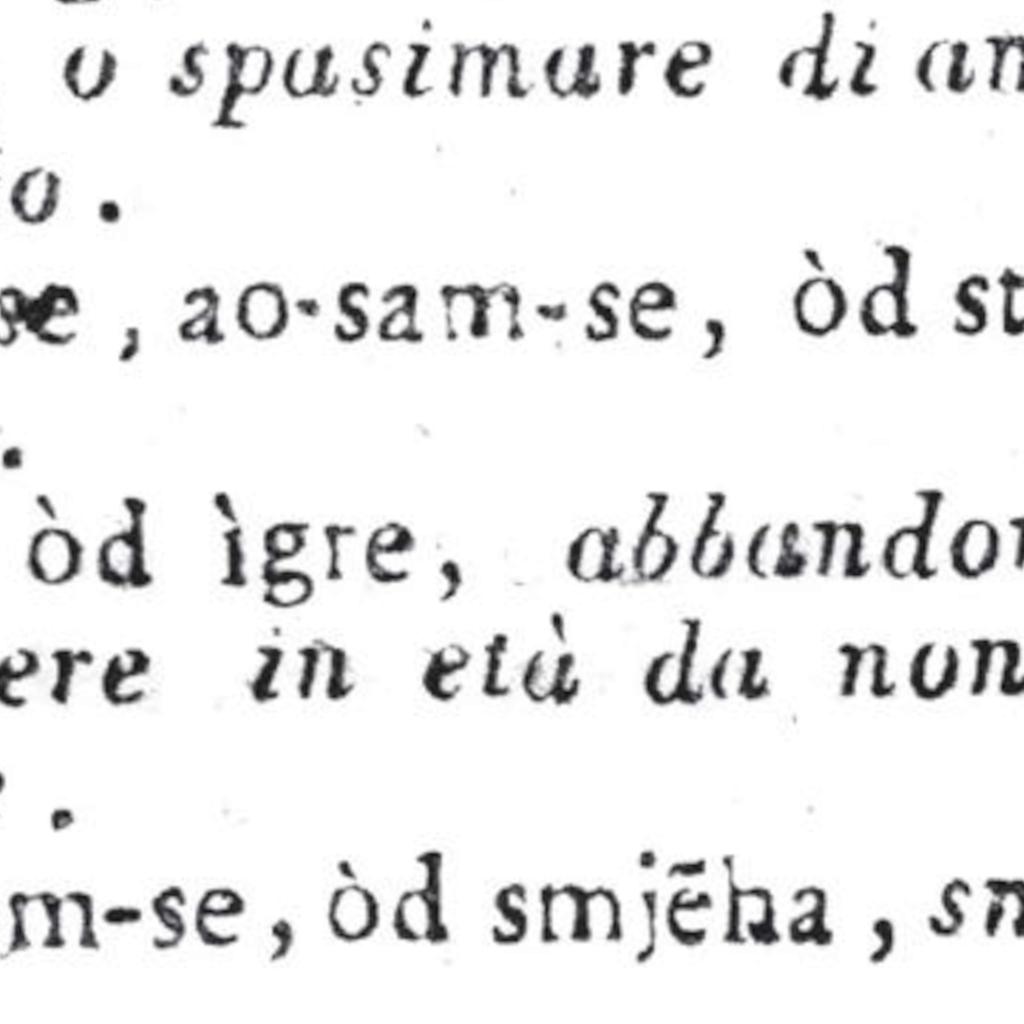 o spasimare di am
o .
se , ao-sam-se, òd st
.
òd ìgre, abbandon
ere in età da non
.
m-se, òd smjēha , sm